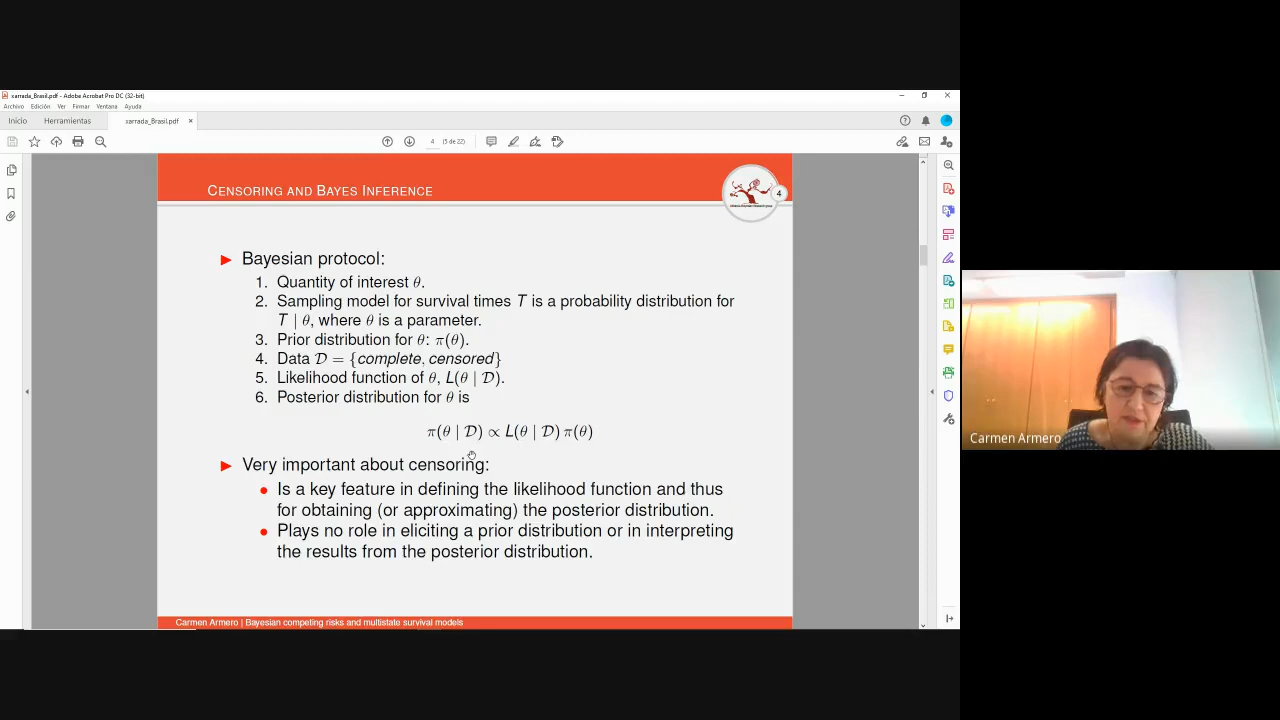 xarrada_Brasil.pdf - Adobe Acrobat Pro DC (32-bit)
Archivo Edición Ver Firmar Ventana Ayuda
Inicio Herramientas xarrada_Brasil.pdf ×
4 (5 de 22)
CENSORING AND BAYES INFERENCE
4
▶ Bayesian protocol:
1. Quantity of interest θ.
2. Sampling model for survival times T is a probability distribution for
T | θ, where θ is a parameter.
3. Prior distribution for θ: π(θ).
4. Data 𝒟 = {complete, censored}
5. Likelihood function of θ, L(θ | 𝒟).
6. Posterior distribution for θ is
π(θ | 𝒟) ∝ L(θ | 𝒟) π(θ)
▶ Very important about censoring:
• Is a key feature in defining the likelihood function and thus
for obtaining (or approximating) the posterior distribution.
• Plays no role in eliciting a prior distribution or in interpreting
the results from the posterior distribution.
Carmen Armero | Bayesian competing risks and multistate survival models
Carmen Armero